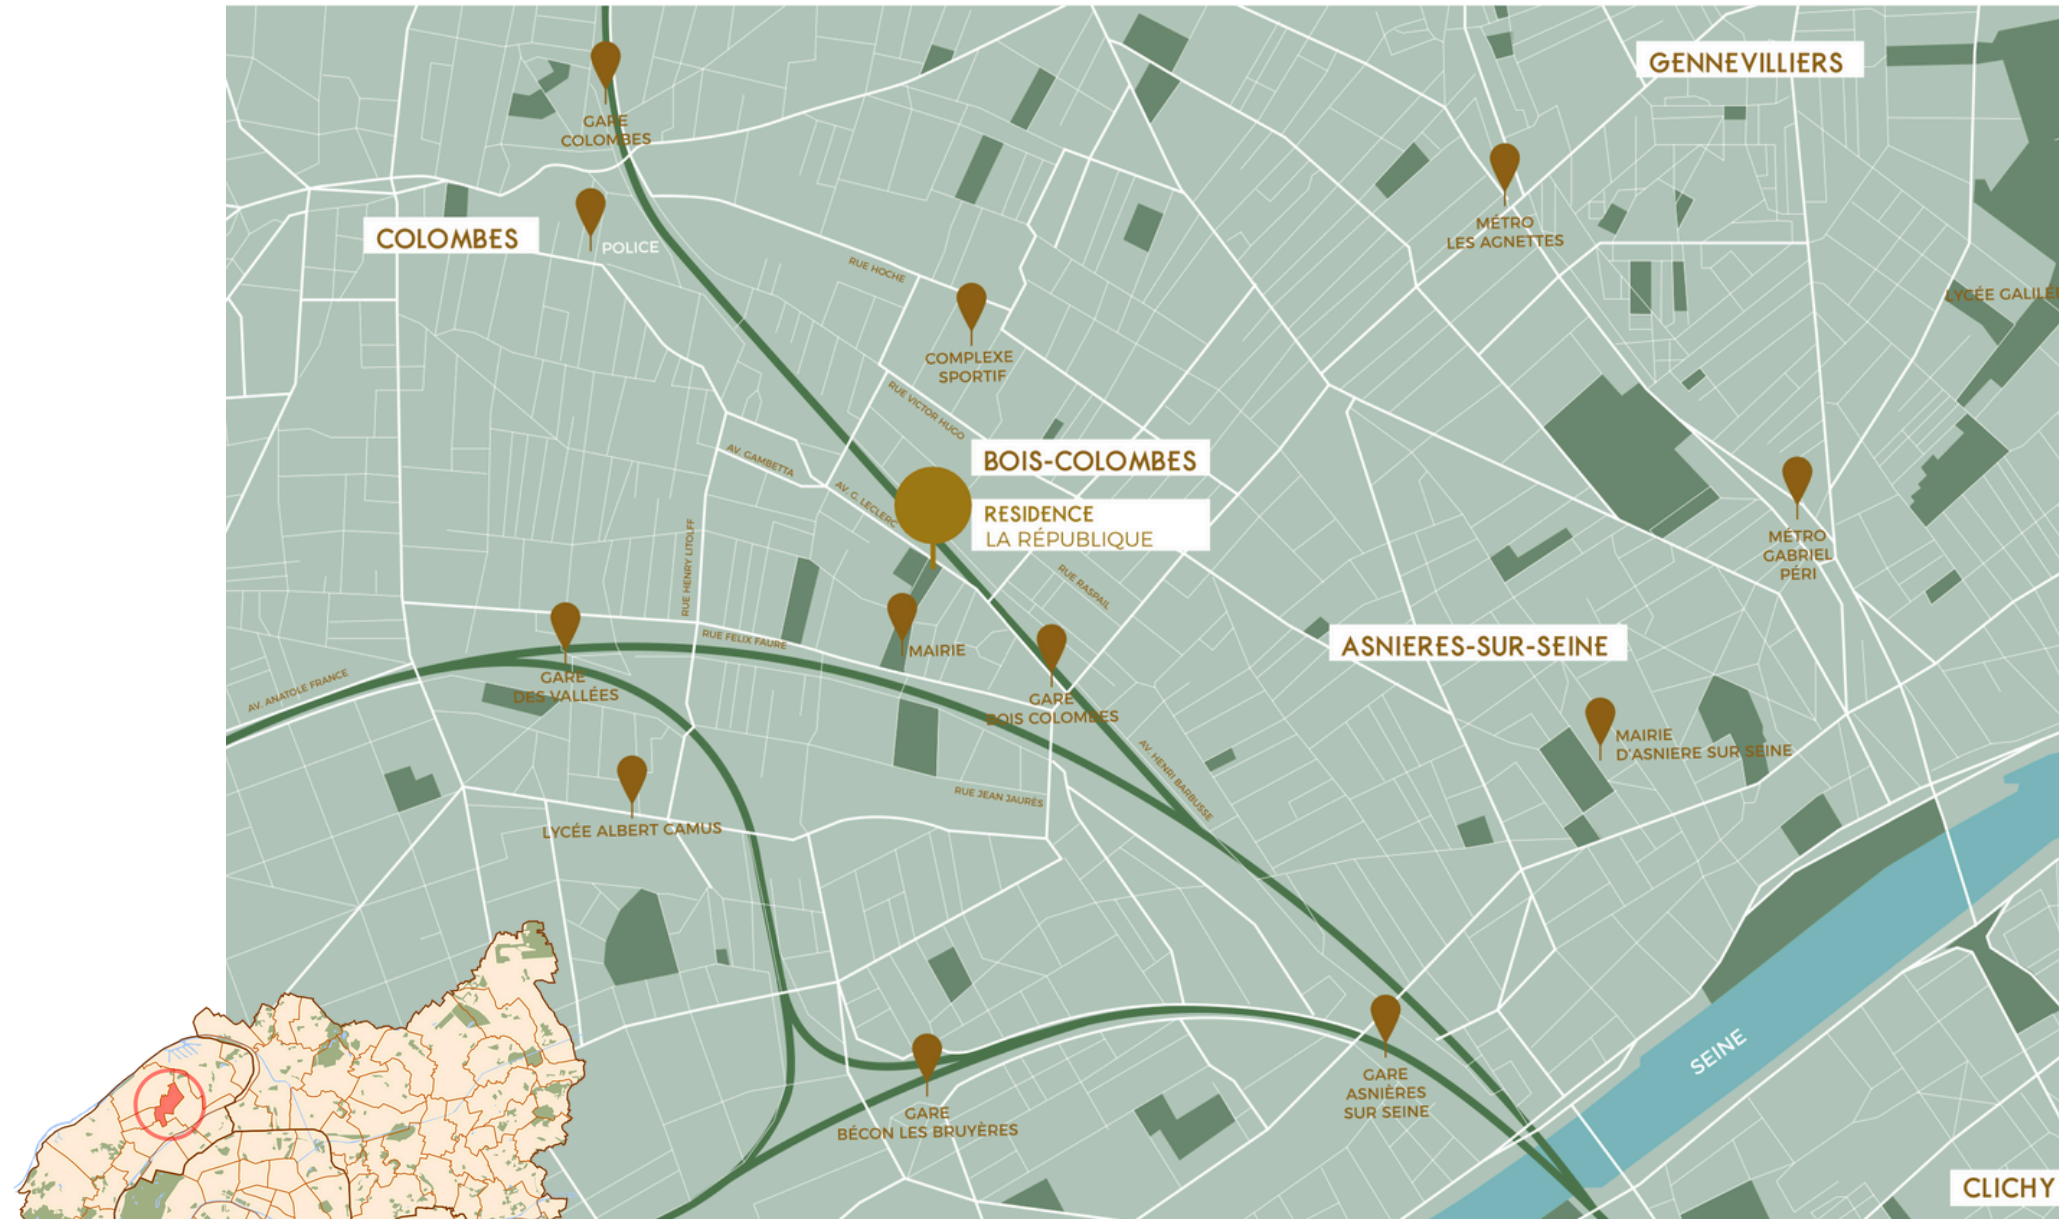 GENNEVILLIERS
GARE
COLOMBES
MÉTRO
LES AGNETTES
COLOMBES
POLICE
RUE HOCHE
LYCÉE GALILÉE
COMPLEXE
SPORTIF
RUE VICTOR HUGO
BOIS-COLOMBES
AV. GAMBETTA
AV. G. LECLERC
RESIDENCE
LA RÉPUBLIQUE
MÉTRO
GABRIEL
PÉRI
RUE HENRY LITOLFF
RUE RASPAIL
RUE FELIX FAURE
MAIRIE
ASNIERES-SUR-SEINE
AV. ANATOLE FRANCE
GARE
DES VALLÉES
GARE
BOIS COLOMBES
MAIRIE
D'ASNIERE SUR SEINE
AV. HENRI BARBUSSE
RUE JEAN JAURÈS
LYCÉE ALBERT CAMUS
SEINE
GARE
ASNIÈRES
SUR SEINE
GARE
BÉCON LES BRUYÈRES
CLICHY